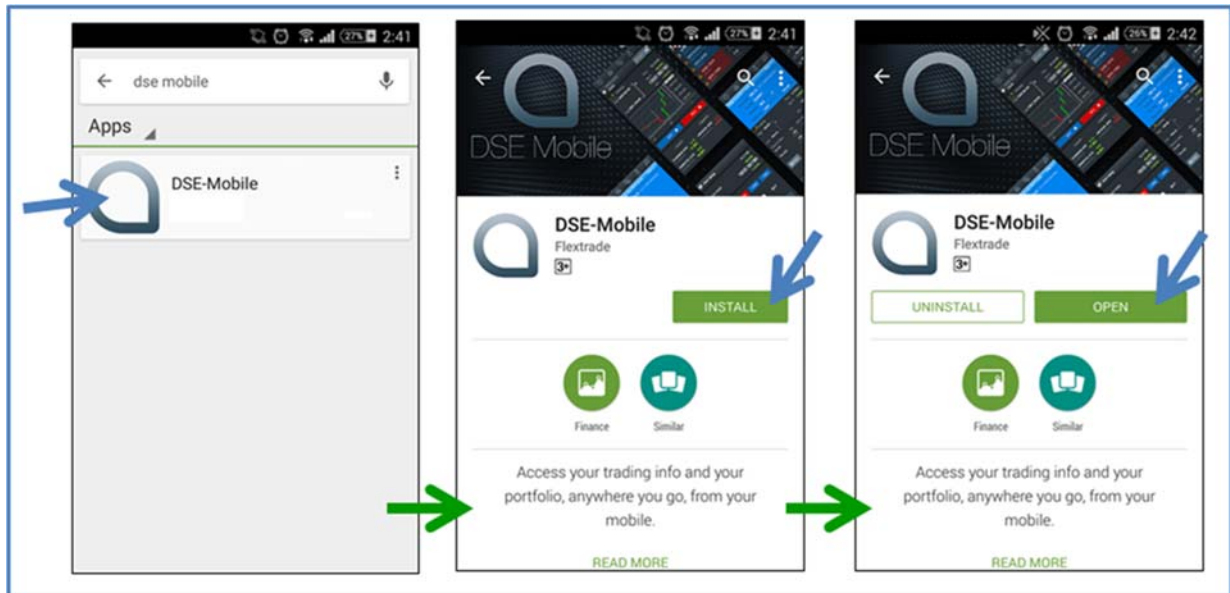 27% 2:41
dse mobile
Apps
DSE-Mobile
27% 2:41
DSE Mobile
DSE-Mobile
Flextrade
3+
INSTALL
Finance Similar
Access your trading info and your
portfolio, anywhere you go, from your
mobile.
READ MORE
26% 2:42
DSE Mobile
DSE-Mobile
Flextrade
3+
UNINSTALL OPEN
Finance Similar
Access your trading info and your
portfolio, anywhere you go, from your
mobile.
READ MORE